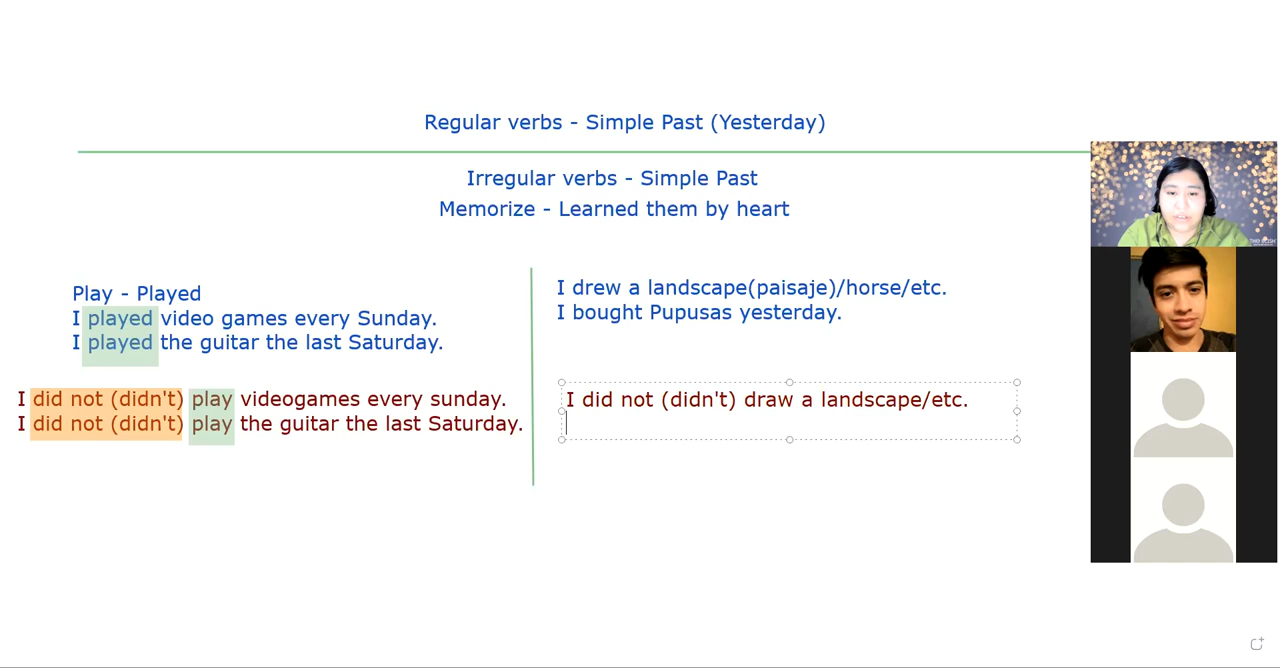 Regular verbs - Simple Past (Yesterday)
Irregular verbs - Simple Past
Memorize - Learned them by heart
Play - Played
I played video games every Sunday.
I played the guitar the last Saturday.
I did not (didn't) play videogames every sunday.
I did not (didn't) play the guitar the last Saturday.
I drew a landscape(paisaje)/horse/etc.
I bought Pupusas yesterday.
I did not (didn't) draw a landscape/etc.